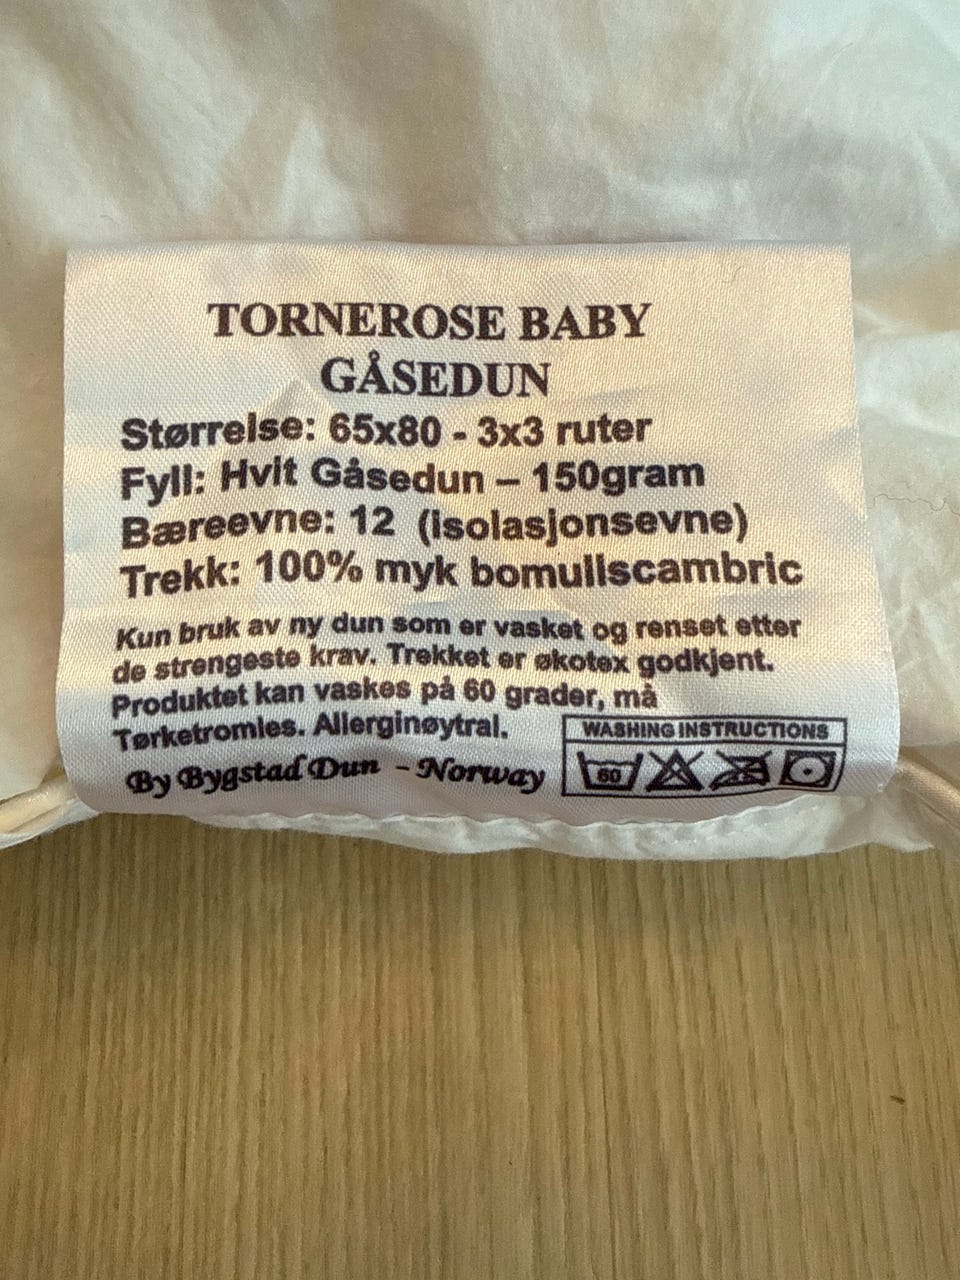 TORNEROSE BABY
GÅSEDUN
Størrelse: 65x80 - 3x3 ruter
Fyll: Hvit Gåsedun – 150gram
Bæreevne: 12 (isolasjonsevne)
Trekk: 100% myk bomullscambric
Kun bruk av ny dun som er vasket og renset etter
de strengeste krav. Trekket er økotex godkjent.
Produktet kan vaskes på 60 grader, må
Tørketromles. Allerginøytral.
By Bygstad Dun - Norway
WASHING INSTRUCTIONS
60